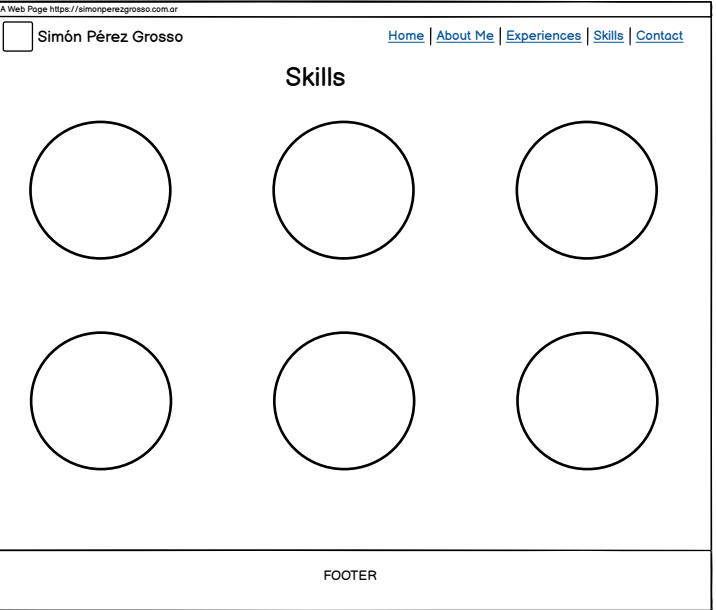 A Web Page https://simonperezgrosso.com.ar
Simón Pérez Grosso
Home | About Me | Experiences | Skills | Contact
Skills
FOOTER